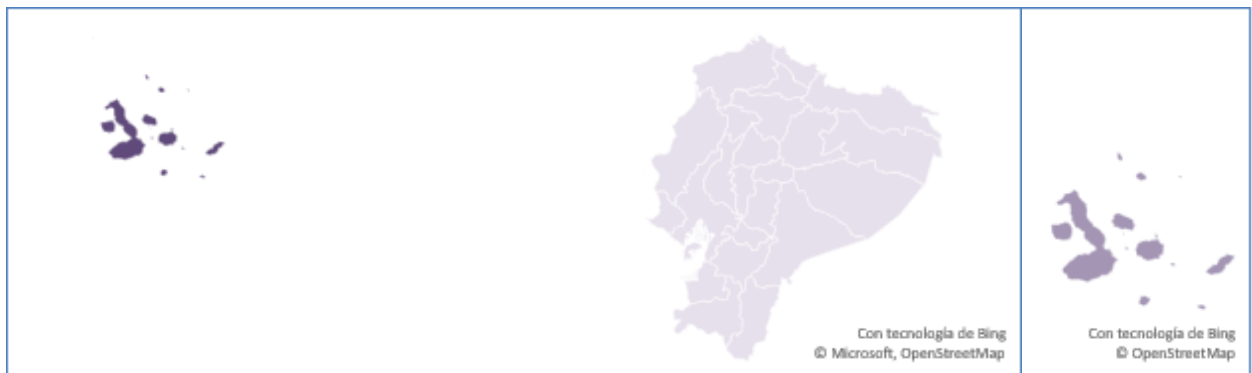 Con tecnología de Bing
© Microsoft, OpenStreetMap
Con tecnología de Bing
© OpenStreetMap